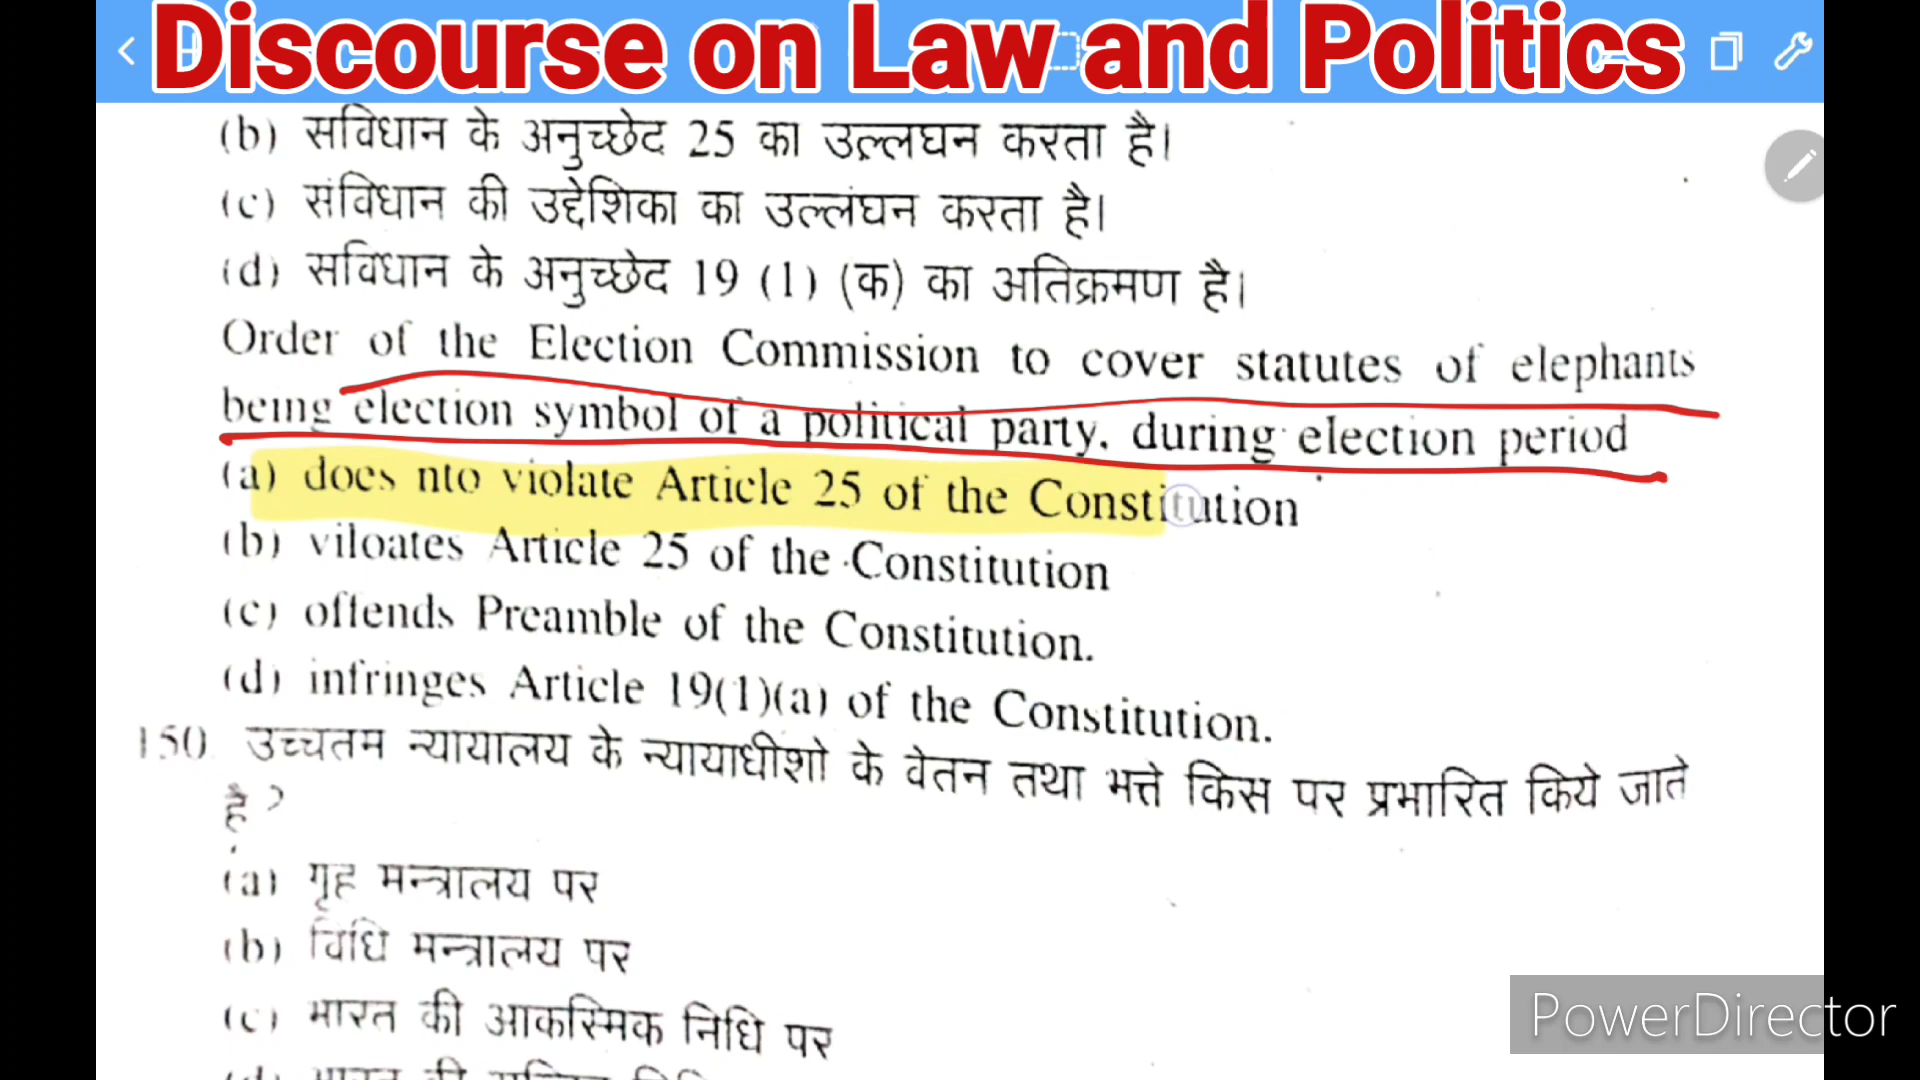 Discourse on Law and Politics
(b) सविधान के अनुच्छेद 25 का उल्लघन करता है।
(c) संविधान की उद्देशिका का उल्लंघन करता है।
(d) सविधान के अनुच्छेद 19 (1) (क) का अतिक्रमण है।
Order of the Election Commission to cover statutes of elephants
being election symbol of a political party, during election period
(a) does nto violate Article 25 of the Constitution
(b) viloates Article 25 of the Constitution
(c) offends Preamble of the Constitution.
(d) infringes Article 19(1)(a) of the Constitution.
150. उच्चतम न्यायालय के न्यायाधीशो के वेतन तथा भत्ते किस पर प्रभारित किये जाते
है ?
(a) गृह मन्त्रालय पर
(b) विधि मन्त्रालय पर
(c) भारत की आकस्मिक निधि पर
PowerDirector